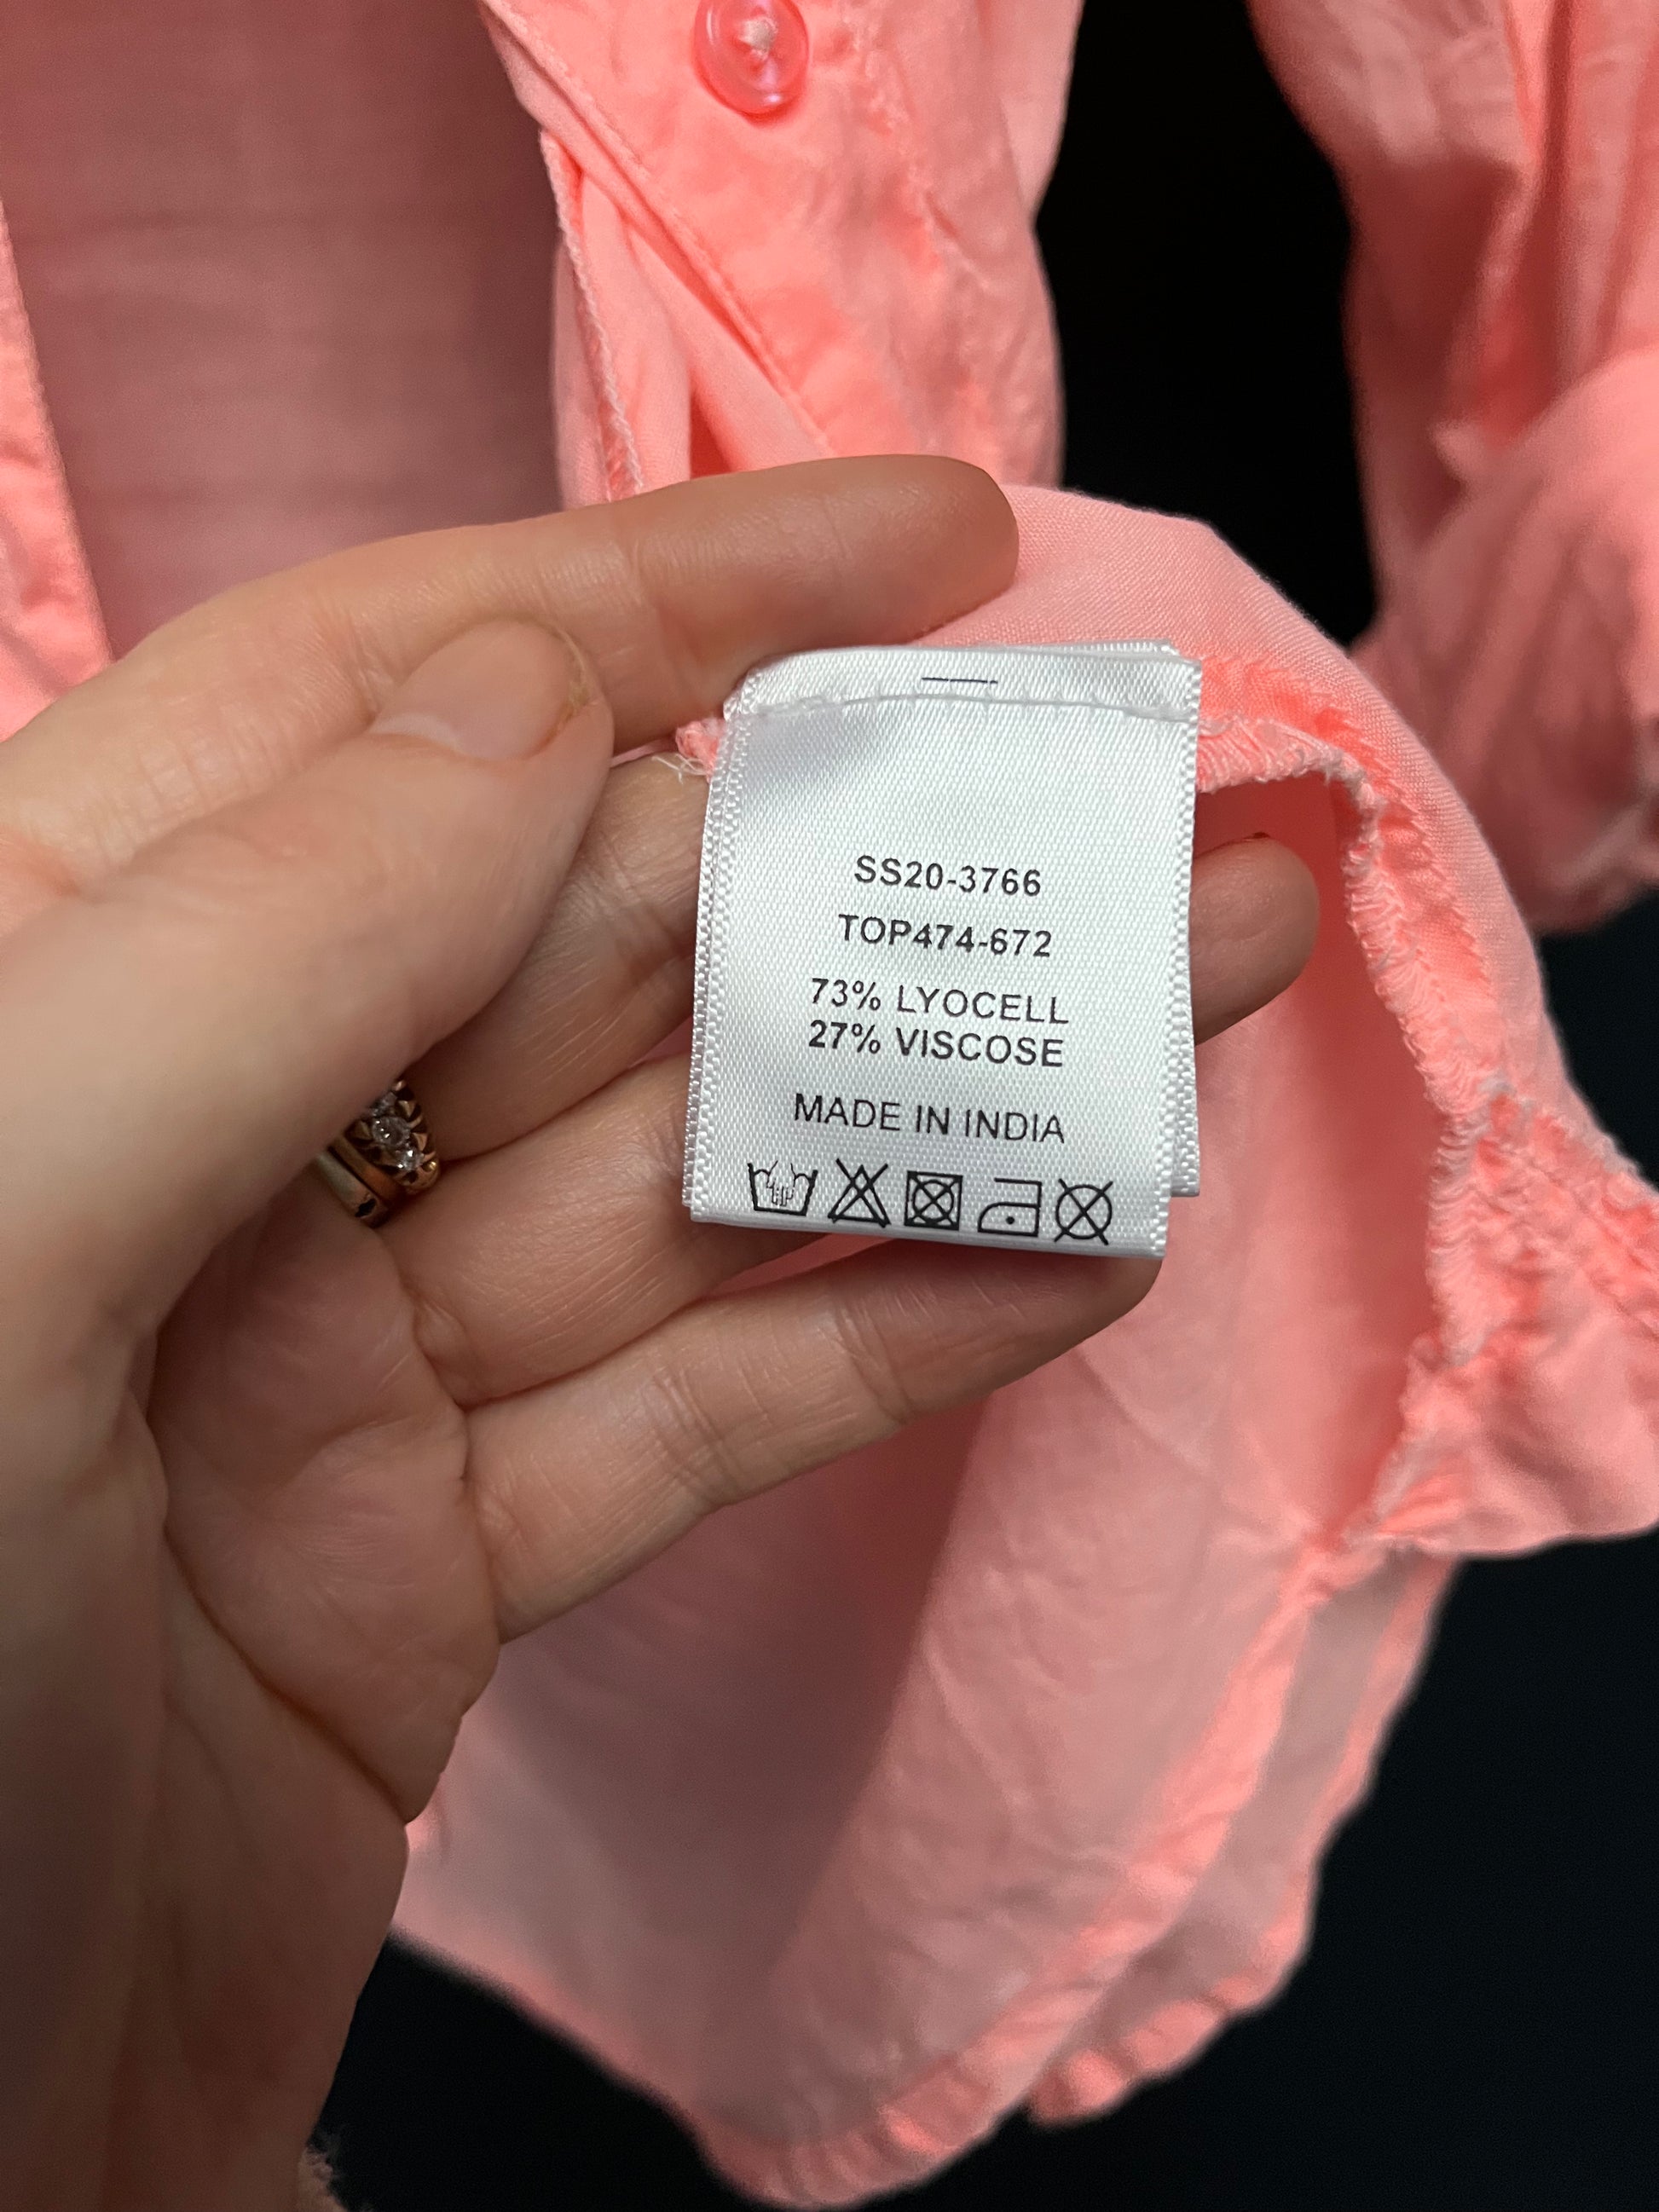 SS20-3766
TOP474-672
73% LYOCELL
27% VISCOSE
MADE IN INDIA